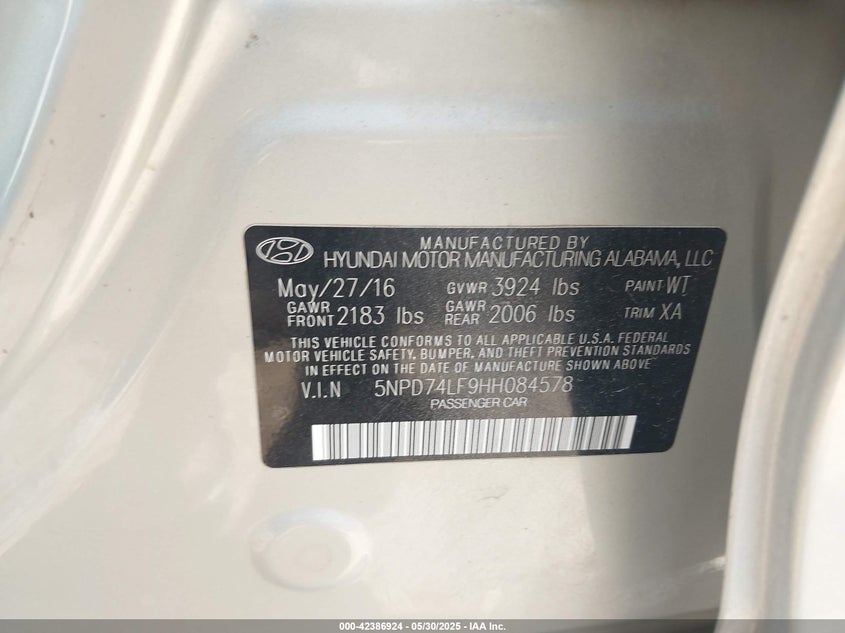 MANUFACTURED BY
HYUNDAI MOTOR MANUFACTURING ALABAMA, LLC
May/27/16 GVWR 3924 lbs PAINT WT
GAWR FRONT 2183 lbs GAWR REAR 2006 lbs TRIM XA
THIS VEHICLE CONFORMS TO ALL APPLICABLE U.S.A. FEDERAL
MOTOR VEHICLE SAFETY, BUMPER, AND THEFT PREVENTION STANDARDS
IN EFFECT ON THE DATE OF MANUFACTURE SHOWN ABOVE
V.I.N 5NPD74LF9HH084578
PASSENGER CAR
000-42386924 - 05/30/2025 - IAA Inc.